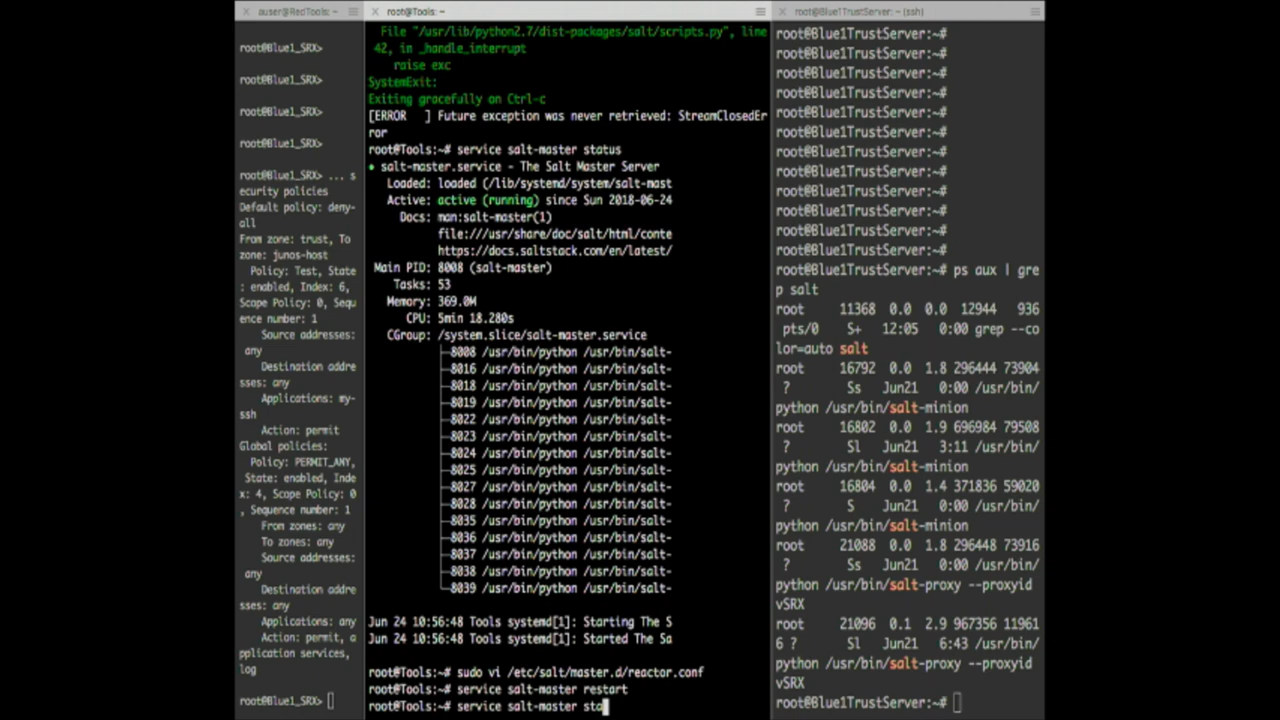 auser@RedTools: ~
root@Blue1_SRX>
root@Blue1_SRX>
root@Blue1_SRX>
root@Blue1_SRX>
root@Blue1_SRX> ... s
ecurity policies
Default policy: deny-
all
From zone: trust, To
zone: junos-host
Policy: Test, State
: enabled, Index: 6,
Scope Policy: 0, Sequ
ence number: 1
Source addresses:
any
Destination addre
sses: any
Applications: my-
ssh
Action: permit
Global policies:
Policy: PERMIT_ANY,
State: enabled, Inde
x: 4, Scope Policy: 0
, Sequence number: 1
From zones: any
To zones: any
Source addresses:
any
Destination addre
sses: any
Applications: any
Action: permit, a
pplication services,
log
root@Blue1_SRX>
root@Tools: ~
File "/usr/lib/python2.7/dist-packages/salt/scripts.py", line
42, in _handle_interrupt
raise exc
SystemExit:
Exiting gracefully on Ctrl-c
[ERROR   ] Future exception was never retrieved: StreamClosedEr
ror
root@Tools:~# service salt-master status
● salt-master.service - The Salt Master Server
Loaded: loaded (/lib/systemd/system/salt-mast
Active: active (running) since Sun 2018-06-24
Docs: man:salt-master(1)
file:///usr/share/doc/salt/html/conte
https://docs.saltstack.com/en/latest/
Main PID: 8008 (salt-master)
Tasks: 53
Memory: 369.0M
CPU: 5min 18.280s
CGroup: /system.slice/salt-master.service
├─8008 /usr/bin/python /usr/bin/salt-
├─8016 /usr/bin/python /usr/bin/salt-
├─8018 /usr/bin/python /usr/bin/salt-
├─8019 /usr/bin/python /usr/bin/salt-
├─8022 /usr/bin/python /usr/bin/salt-
├─8023 /usr/bin/python /usr/bin/salt-
├─8024 /usr/bin/python /usr/bin/salt-
├─8025 /usr/bin/python /usr/bin/salt-
├─8027 /usr/bin/python /usr/bin/salt-
├─8028 /usr/bin/python /usr/bin/salt-
├─8035 /usr/bin/python /usr/bin/salt-
├─8036 /usr/bin/python /usr/bin/salt-
├─8037 /usr/bin/python /usr/bin/salt-
├─8038 /usr/bin/python /usr/bin/salt-
└─8039 /usr/bin/python /usr/bin/salt-
Jun 24 10:56:48 Tools systemd[1]: Starting The S
Jun 24 10:56:48 Tools systemd[1]: Started The Sa
root@Tools:~# sudo vi /etc/salt/master.d/reactor.conf
root@Tools:~# service salt-master restart
root@Tools:~# service salt-master sta
root@Blue1TrustServer: ~ (ssh)
root@Blue1TrustServer:~#
root@Blue1TrustServer:~#
root@Blue1TrustServer:~#
root@Blue1TrustServer:~#
root@Blue1TrustServer:~#
root@Blue1TrustServer:~#
root@Blue1TrustServer:~#
root@Blue1TrustServer:~#
root@Blue1TrustServer:~#
root@Blue1TrustServer:~#
root@Blue1TrustServer:~#
root@Blue1TrustServer:~#
root@Blue1TrustServer:~# ps aux | gre
p salt
root     11368  0.0  0.0  12944   936
pts/0    S+   12:05   0:00 grep --co
lor=auto salt
root     16792  0.0  1.8 296444 73904
?        Ss   Jun21   0:00 /usr/bin/
python /usr/bin/salt-minion
root     16802  0.0  1.9 696984 79508
?        Sl   Jun21   3:11 /usr/bin/
python /usr/bin/salt-minion
root     16804  0.0  1.4 371836 59020
?        S    Jun21   0:00 /usr/bin/
python /usr/bin/salt-minion
root     21088  0.0  1.8 296448 73916
?        Ss   Jun21   0:00 /usr/bin/
python /usr/bin/salt-proxy --proxyid
vSRX
root     21096  0.1  2.9 967356 11961
6 ?        Sl   Jun21   6:43 /usr/bin/
python /usr/bin/salt-proxy --proxyid
vSRX
root@Blue1TrustServer:~#